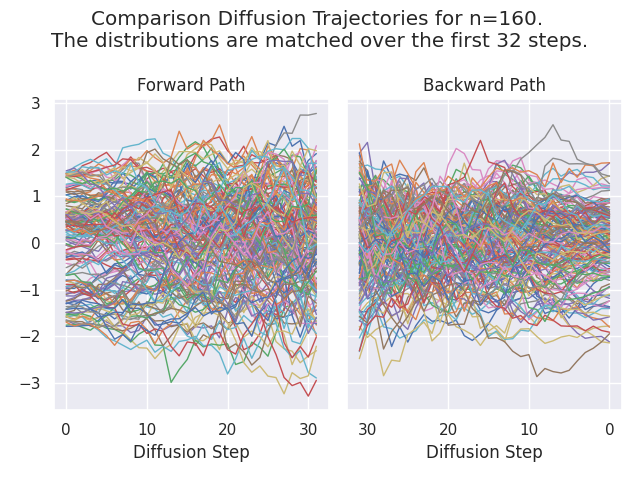 Comparison Diffusion Trajectories for n=160.
The distributions are matched over the first 32 steps.
Forward Path
Backward Path
3
2
1
0
−1
−2
−3
0 10 20 30
30 20 10 0
Diffusion Step
Diffusion Step